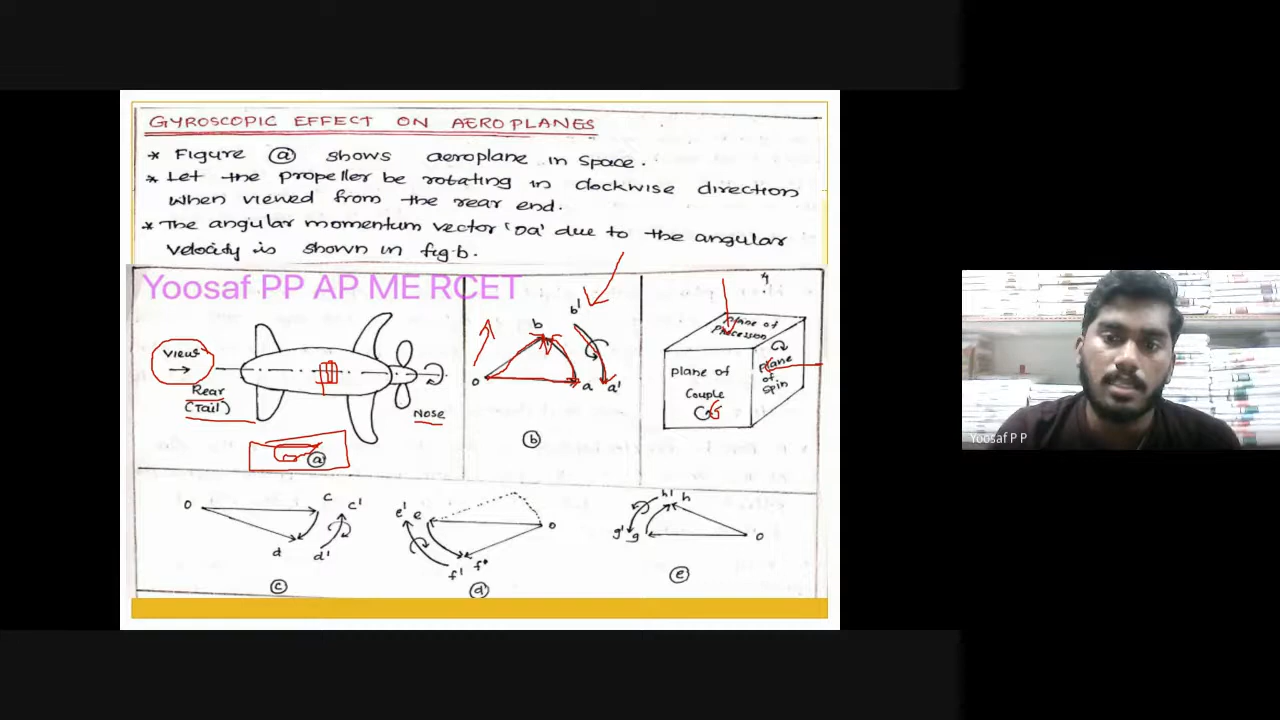 GYROSCOPIC EFFECT ON AEROPLANES
* Figure ⓐ shows aeroplane in space.
* Let the propeller be rotating in clockwise direction
when viewed from the rear end.
* The angular momentum vector 'oa' due to the angular
velocity is shown in fig.b.
Yoosaf PP AP ME RCET
View
Rear
(Tail)
Nose
ⓐ
o
b
b'
a
a'
ⓑ
Plane of
Precession
plane of
Couple
Plane
of
Spin
o
c
c'
d
d'
ⓒ
e'
e
o
f'
f
ⓓ
h'
h
g'
g
o
ⓔ
Yoosaf P P